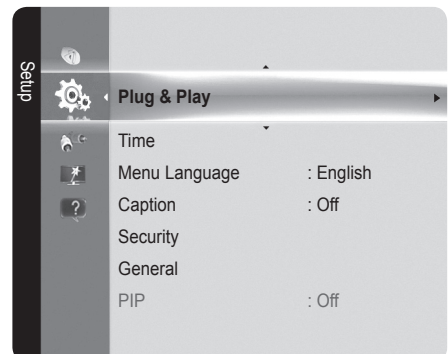 Setup
Plug & Play
Time
Menu Language : English
Caption : Off
Security
General
PIP : Off